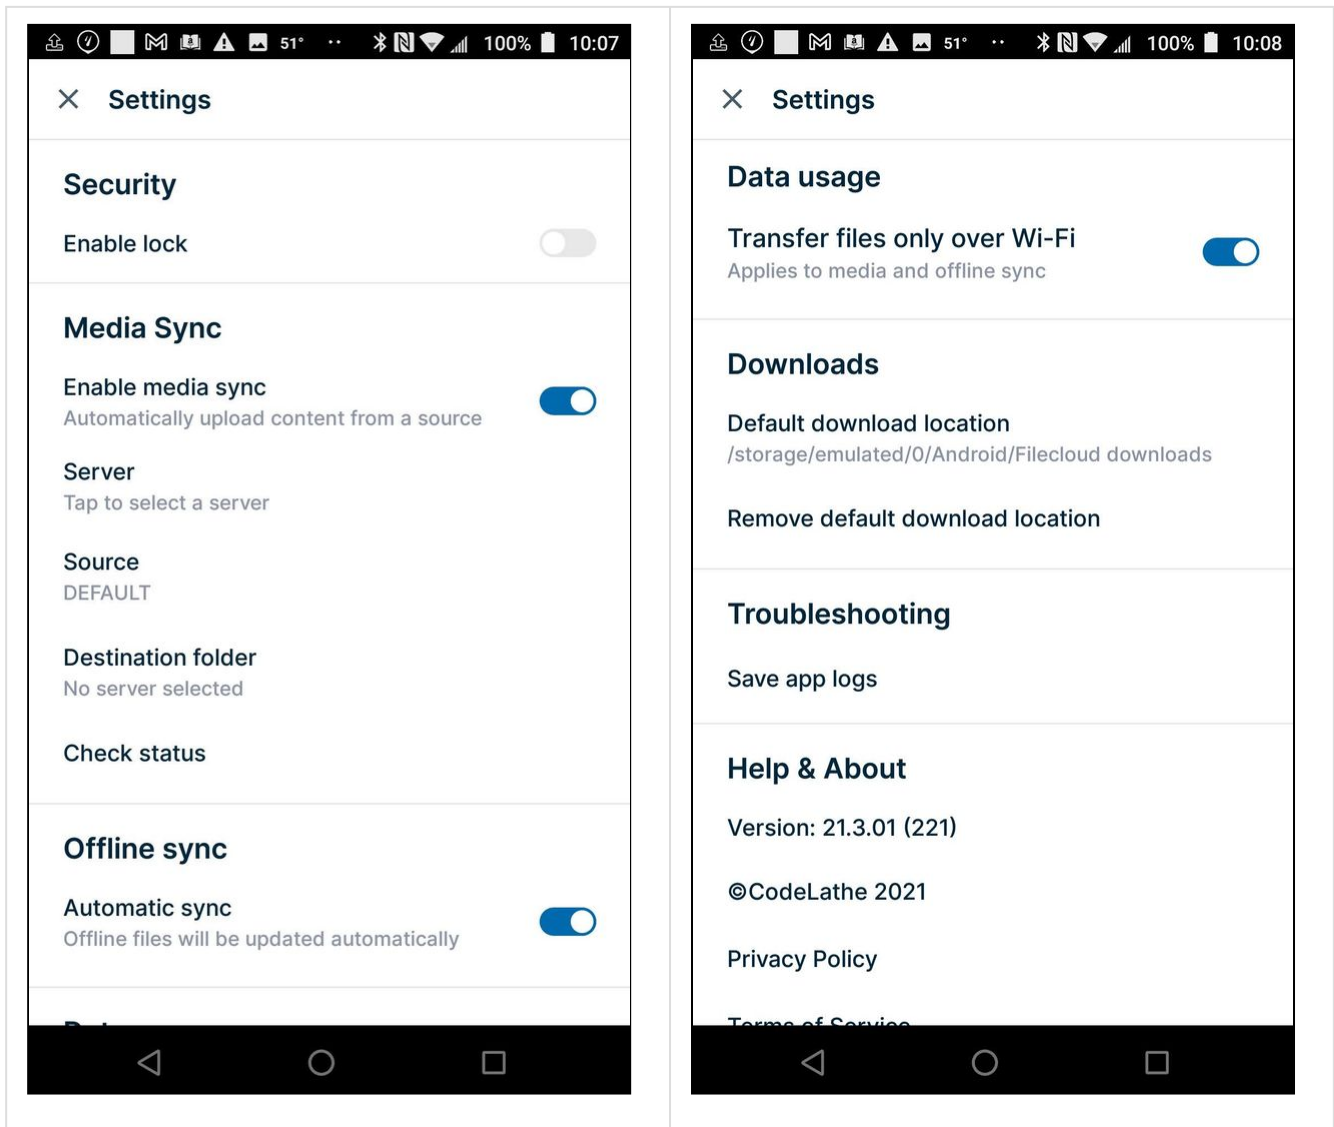 51° 100% 10:07
Settings
Security
Enable lock
Media Sync
Enable media sync
Automatically upload content from a source
Server
Tap to select a server
Source
DEFAULT
Destination folder
No server selected
Check status
Offline sync
Automatic sync
Offline files will be updated automatically
51° 100% 10:08
Settings
Data usage
Transfer files only over Wi-Fi
Applies to media and offline sync
Downloads
Default download location
/storage/emulated/0/Android/Filecloud downloads
Remove default download location
Troubleshooting
Save app logs
Help & About
Version: 21.3.01 (221)
©CodeLathe 2021
Privacy Policy
Terms of Service